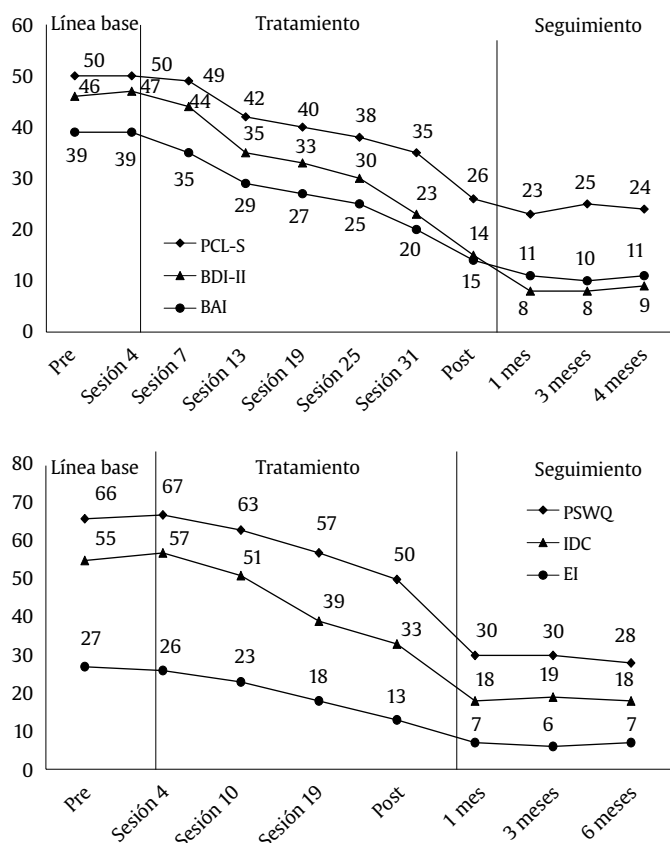 Línea base Tratamiento Seguimiento
60
50
40
30
20
10
0
50 50 49 42 40 38 35 26 23 25 24
46 47 44 35 33 30 23 14 8 8 9
39 39 35 29 27 25 20 15 11 10 11
PCL-S
BDI-II
BAI
Pre Sesión 4 Sesión 7 Sesión 13 Sesión 19 Sesión 25 Sesión 31 Post 1 mes 3 meses 4 meses
Línea base Tratamiento Seguimiento
80
70
60
50
40
30
20
10
0
66 67 63 57 50 30 30 28
55 57 51 39 33 18 19 18
27 26 23 18 13 7 6 7
PSWQ
IDC
EI
Pre Sesión 4 Sesión 10 Sesión 19 Post 1 mes 3 meses 6 meses